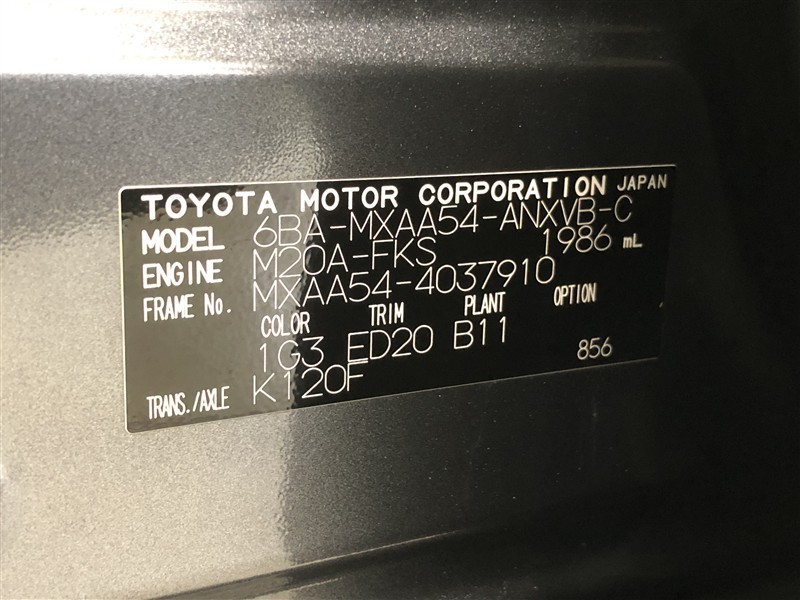 TOYOTA MOTOR CORPORATION JAPAN
MODEL 6BA-MXAA54-ANXVB-C
ENGINE M20A-FKS 1986 mL
FRAME No. MXAA54-4037910
COLOR TRIM PLANT OPTION
1G3 ED20 B11 856
TRANS./AXLE K120F